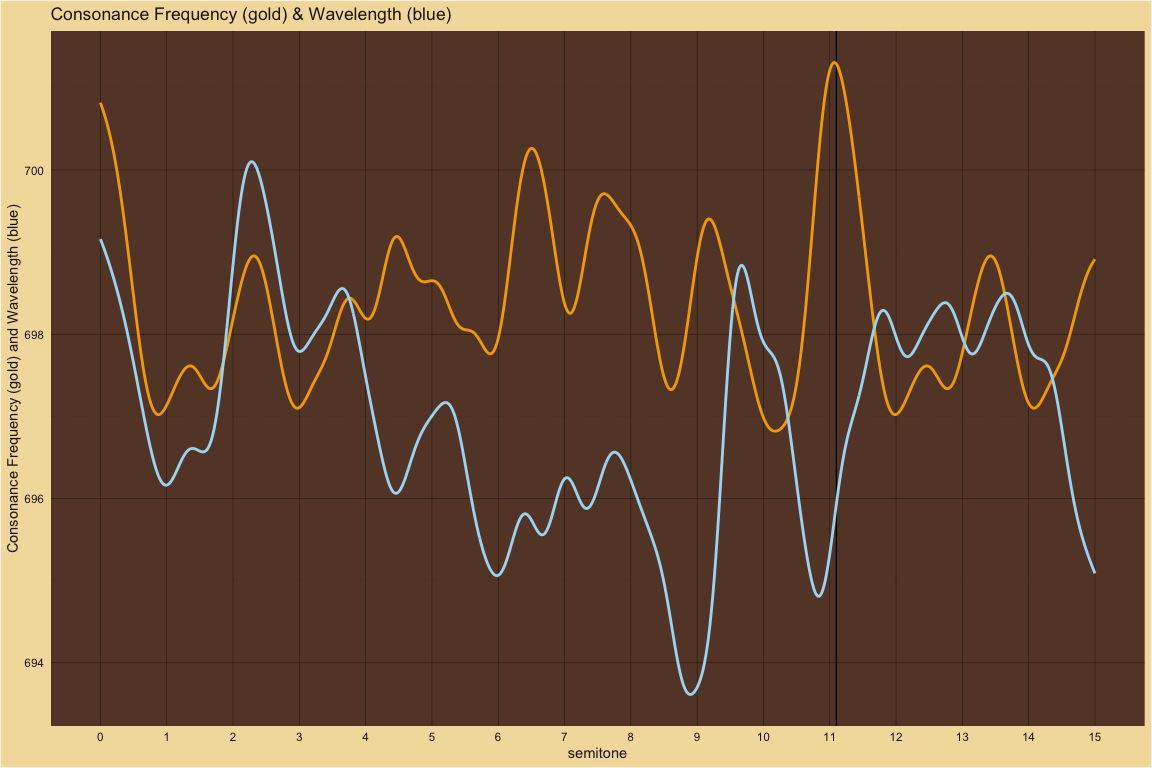 Consonance Frequency (gold) & Wavelength (blue)
Consonance Frequency (gold) and Wavelength (blue)
700
698
696
694
0 1 2 3 4 5 6 7 8 9 10 11 12 13 14 15
semitone